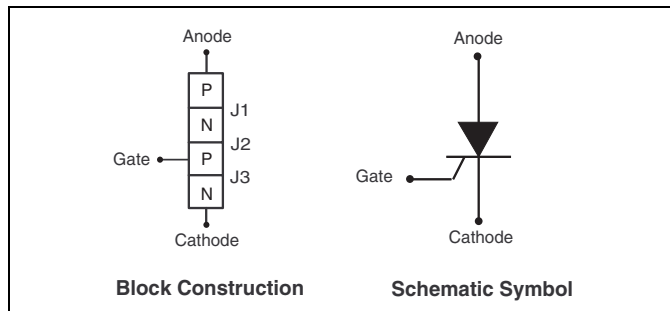 Anode
P
J1
N
J2
Gate
P
J3
N
Cathode
Block Construction
Anode
Gate
Cathode
Schematic Symbol